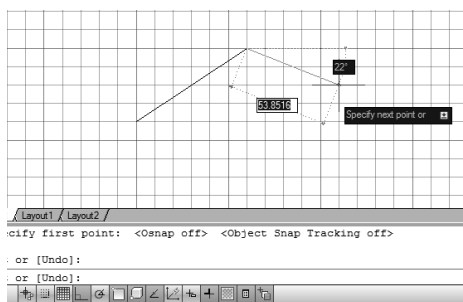 22°
53.8516
Specify next point or
Layout1 / Layout2 /
cify first point: <Osnap off> <Object Snap Tracking off>
or [Undo]:
or [Undo]: